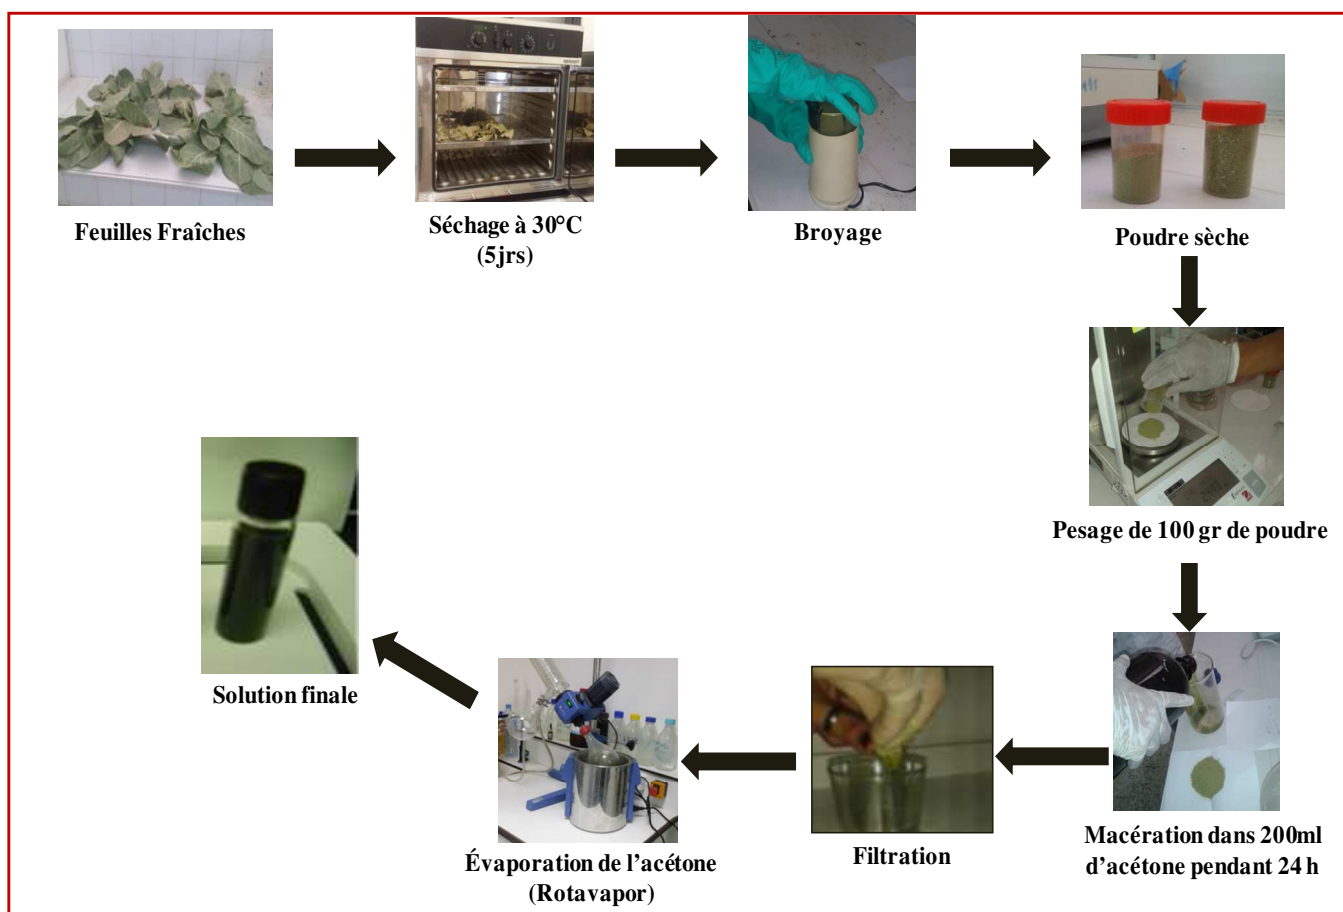 Feuilles Fraîches
Séchage à 30°C
(5jrs)
Broyage
Poudre sèche
Pesage de 100 gr de poudre
Macération dans 200ml
d'acétone pendant 24 h
Filtration
Évaporation de l'acétone
(Rotavapor)
Solution finale